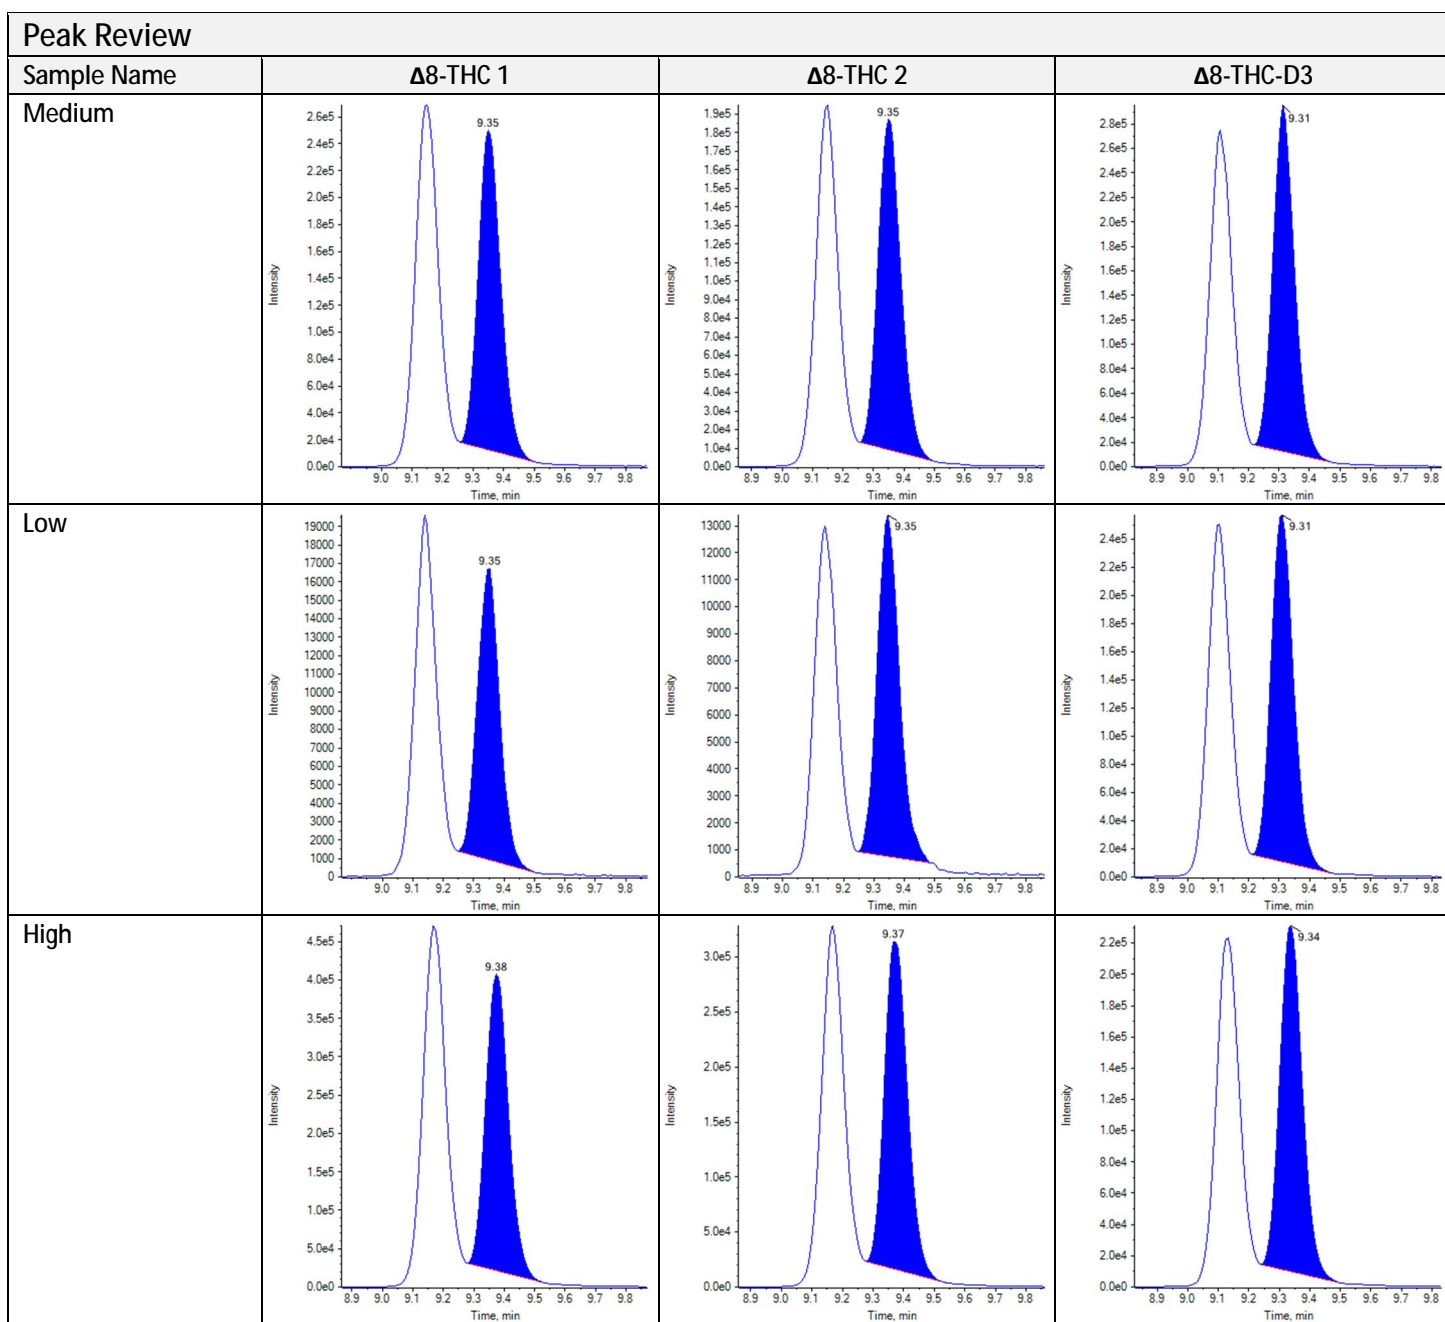 Peak Review
Sample Name Δ8-THC 1 Δ8-THC 2 Δ8-THC-D3
Medium
9.35
2.6e5
2.4e5
2.2e5
2.0e5
1.8e5
1.6e5
1.4e5
1.2e5
1.0e5
8.0e4
6.0e4
4.0e4
2.0e4
0.0e0
Intensity
9.0 9.1 9.2 9.3 9.4 9.5 9.6 9.7 9.8
Time, min
9.35
1.9e5
1.8e5
1.7e5
1.6e5
1.5e5
1.4e5
1.3e5
1.2e5
1.1e5
1.0e5
9.0e4
8.0e4
7.0e4
6.0e4
5.0e4
4.0e4
3.0e4
2.0e4
1.0e4
0.0e0
Intensity
8.9 9.0 9.1 9.2 9.3 9.4 9.5 9.6 9.7 9.8
Time, min
9.31
2.8e5
2.6e5
2.4e5
2.2e5
2.0e5
1.8e5
1.6e5
1.4e5
1.2e5
1.0e5
8.0e4
6.0e4
4.0e4
2.0e4
0.0e0
Intensity
8.9 9.0 9.1 9.2 9.3 9.4 9.5 9.6 9.7 9.8
Time, min
Low
9.35
19000
18000
17000
16000
15000
14000
13000
12000
11000
10000
9000
8000
7000
6000
5000
4000
3000
2000
1000
0
Intensity
9.0 9.1 9.2 9.3 9.4 9.5 9.6 9.7 9.8
Time, min
9.35
13000
12000
11000
10000
9000
8000
7000
6000
5000
4000
3000
2000
1000
0
Intensity
8.9 9.0 9.1 9.2 9.3 9.4 9.5 9.6 9.7 9.8
Time, min
9.31
2.4e5
2.2e5
2.0e5
1.8e5
1.6e5
1.4e5
1.2e5
1.0e5
8.0e4
6.0e4
4.0e4
2.0e4
0.0e0
Intensity
8.9 9.0 9.1 9.2 9.3 9.4 9.5 9.6 9.7 9.8
Time, min
High
9.38
4.5e5
4.0e5
3.5e5
3.0e5
2.5e5
2.0e5
1.5e5
1.0e5
5.0e4
0.0e0
Intensity
8.9 9.0 9.1 9.2 9.3 9.4 9.5 9.6 9.7 9.8
Time, min
9.37
3.0e5
2.5e5
2.0e5
1.5e5
1.0e5
5.0e4
0.0e0
Intensity
8.9 9.0 9.1 9.2 9.3 9.4 9.5 9.6 9.7 9.8
Time, min
9.34
2.2e5
2.0e5
1.8e5
1.6e5
1.4e5
1.2e5
1.0e5
8.0e4
6.0e4
4.0e4
2.0e4
0.0e0
Intensity
8.9 9.0 9.1 9.2 9.3 9.4 9.5 9.6 9.7 9.8
Time, min